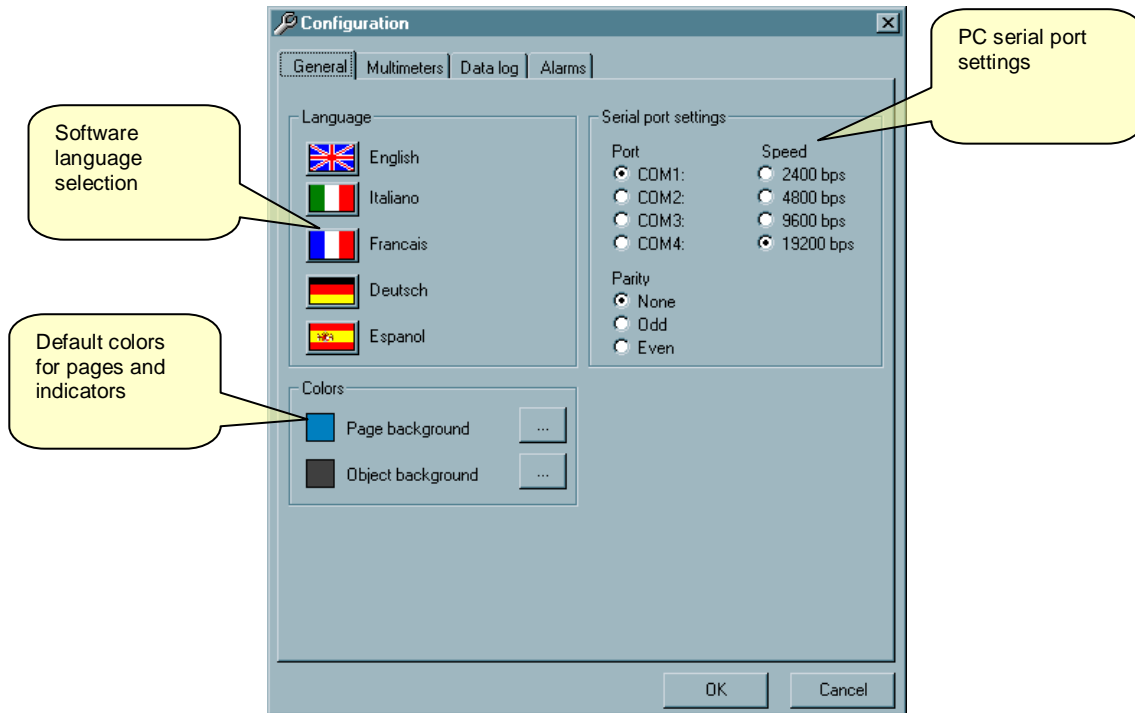 Configuration
General Multimeters Data log Alarms
PC serial port
settings
Software
language
selection
Language
English
Italiano
Francais
Deutsch
Espanol
Serial port settings
Port Speed
COM1: 2400 bps
COM2: 4800 bps
COM3: 9600 bps
COM4: 19200 bps
Parity
None
Odd
Even
Default colors
for pages and
indicators
Colors
Page background ...
Object background ...
OK Cancel